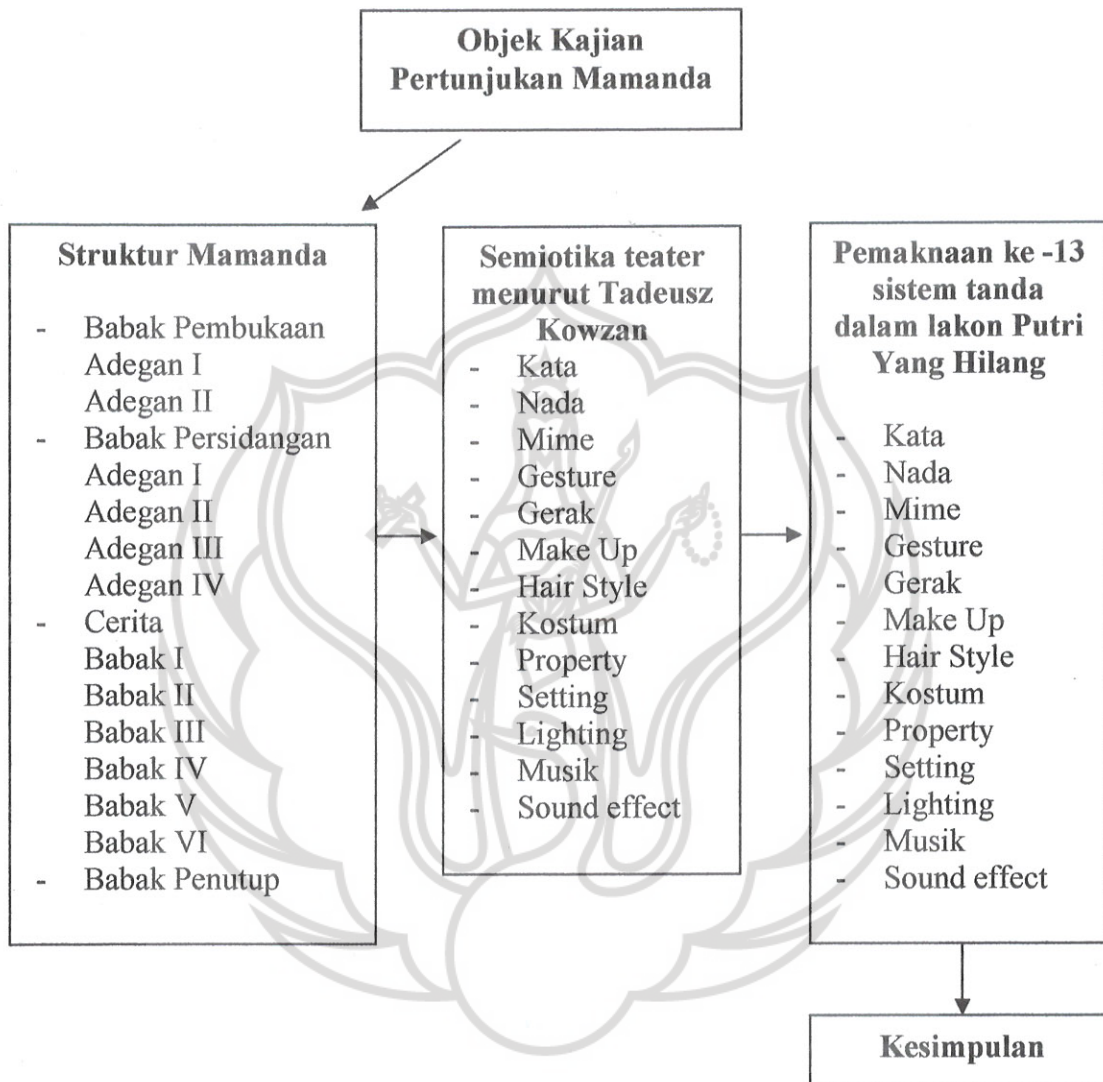 Objek Kajian
Pertunjukan Mamanda
Struktur Mamanda
- Babak Pembukaan
Adegan I
Adegan II
- Babak Persidangan
Adegan I
Adegan II
Adegan III
Adegan IV
- Cerita
Babak I
Babak II
Babak III
Babak IV
Babak V
Babak VI
- Babak Penutup
Semiotika teater
menurut Tadeusz
Kowzan
- Kata
- Nada
- Mime
- Gesture
- Gerak
- Make Up
- Hair Style
- Kostum
- Property
- Setting
- Lighting
- Musik
- Sound effect
Pemaknaan ke -13
sistem tanda
dalam lakon Putri
Yang Hilang
- Kata
- Nada
- Mime
- Gesture
- Gerak
- Make Up
- Hair Style
- Kostum
- Property
- Setting
- Lighting
- Musik
- Sound effect
Kesimpulan